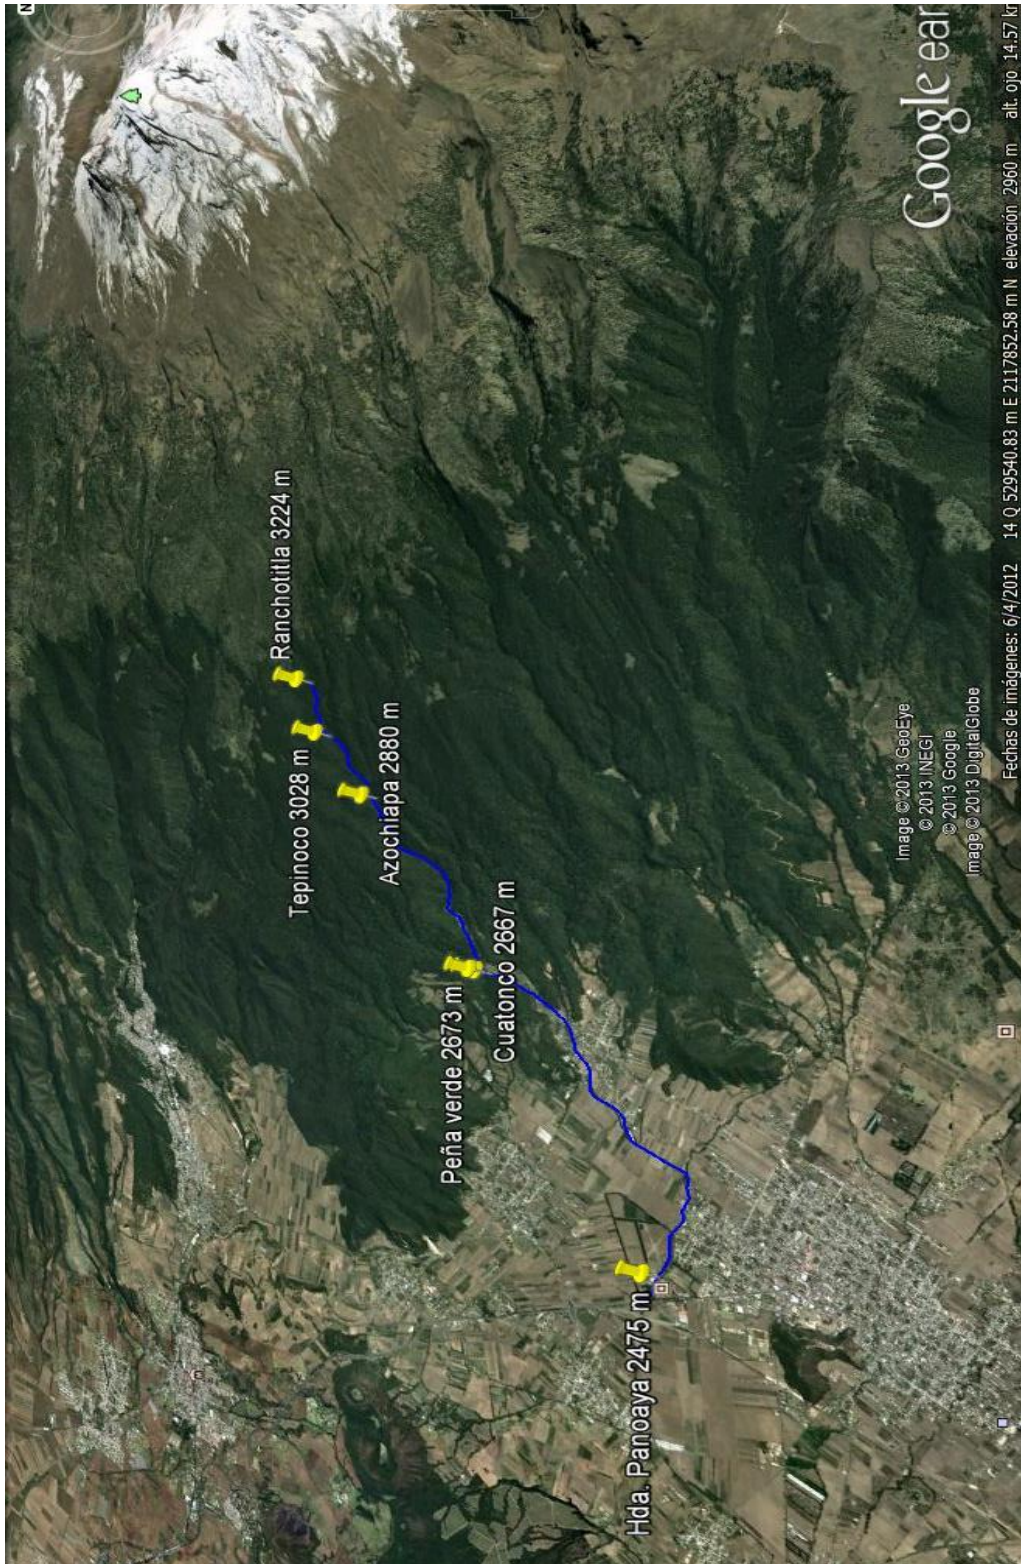 N
Ranchotitla 3224 m
Tepinoco 3028 m
Azochiapa 2880 m
Peña verde 2673 m
Cuatonco 2667 m
Hda. Panoaya 2475 m
Image © 2013 GeoEye
© 2013 INEGI
© 2013 Google
Image © 2013 DigitalGlobe
Google ear
Fechas de imágenes: 6/4/2012 14 Q 529540.83 m E 2117852.58 m N elevación 2960 m alt. ojo 14.57 km